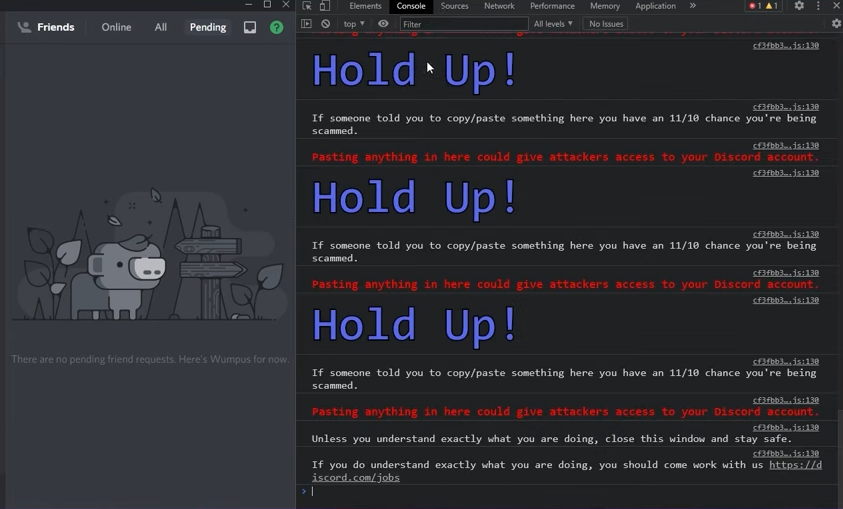 Friends Online All Pending ?
There are no pending friend requests. Here's Wumpus for now.
Elements Console Sources Network Performance Memory Application » 1 1
top Filter All levels No Issues
cf3fbb3….js:130
Hold Up!
cf3fbb3….js:130
If someone told you to copy/paste something here you have an 11/10 chance you're being
scammed.
cf3fbb3….js:130
Pasting anything in here could give attackers access to your Discord account.
cf3fbb3….js:130
Hold Up!
cf3fbb3….js:130
If someone told you to copy/paste something here you have an 11/10 chance you're being
scammed.
cf3fbb3….js:130
Pasting anything in here could give attackers access to your Discord account.
cf3fbb3….js:130
Hold Up!
cf3fbb3….js:130
If someone told you to copy/paste something here you have an 11/10 chance you're being
scammed.
cf3fbb3….js:130
Pasting anything in here could give attackers access to your Discord account.
cf3fbb3….js:130
Unless you understand exactly what you are doing, close this window and stay safe.
cf3fbb3….js:130
If you do understand exactly what you are doing, you should come work with us https://d
iscord.com/jobs